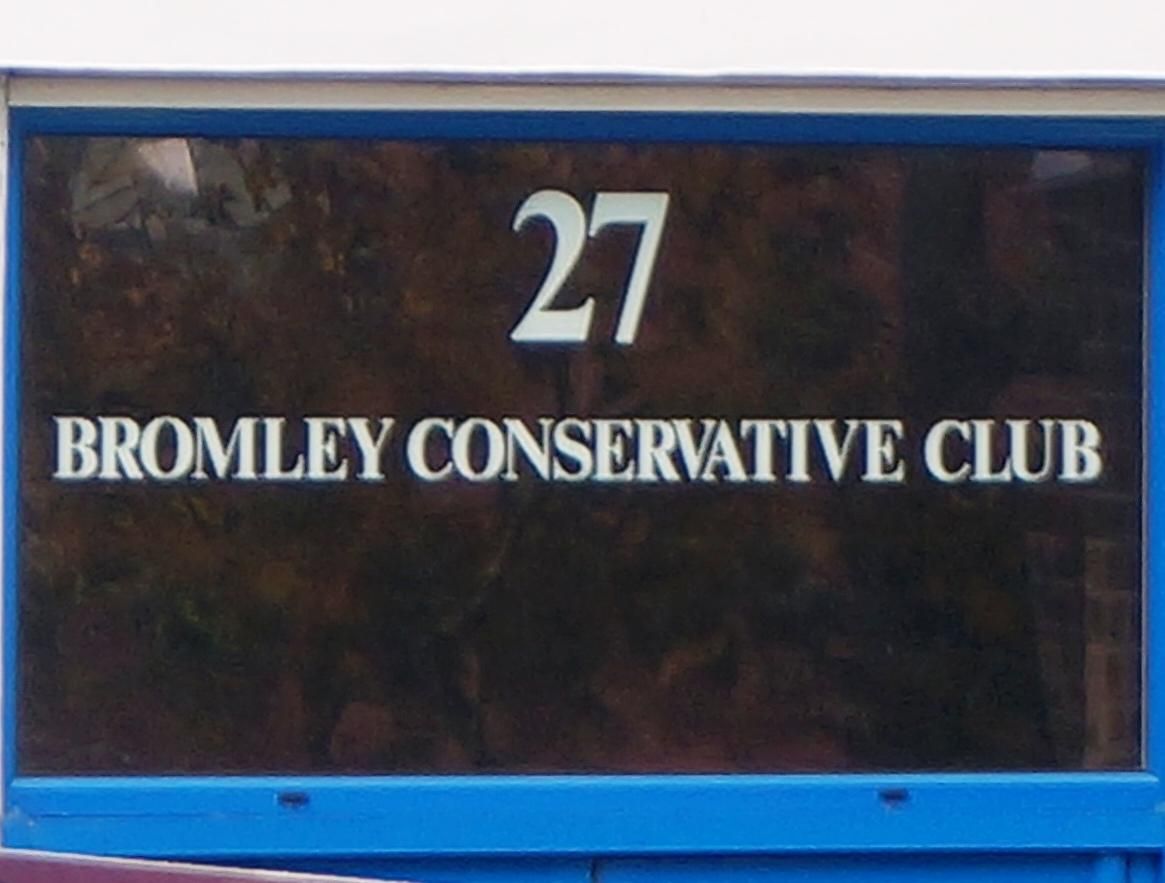 27
BROMLEY CONSERVATIVE CLUB